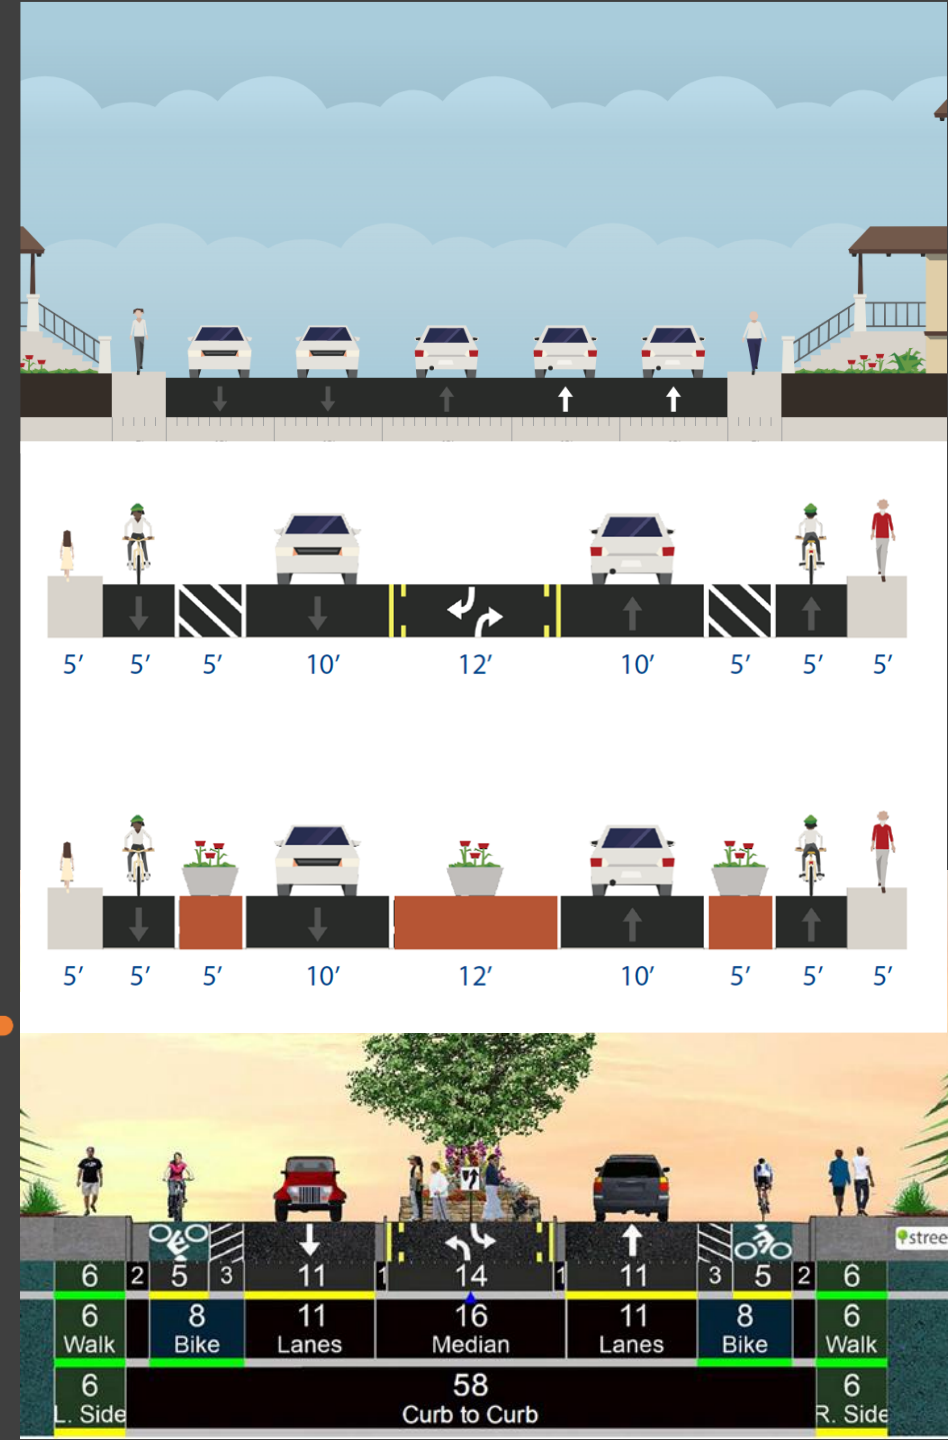 5’ 5’ 5’ 10’ 12’ 10’ 5’ 5’ 5’
5’ 5’ 5’ 10’ 12’ 10’ 5’ 5’ 5’
stree
6 2 5 3 11 1 14 1 11 3 5 2 6
6 8 11 16 11 8 6
Walk Bike Lanes Median Lanes Bike Walk
6 58 6
L. Side Curb to Curb R. Side